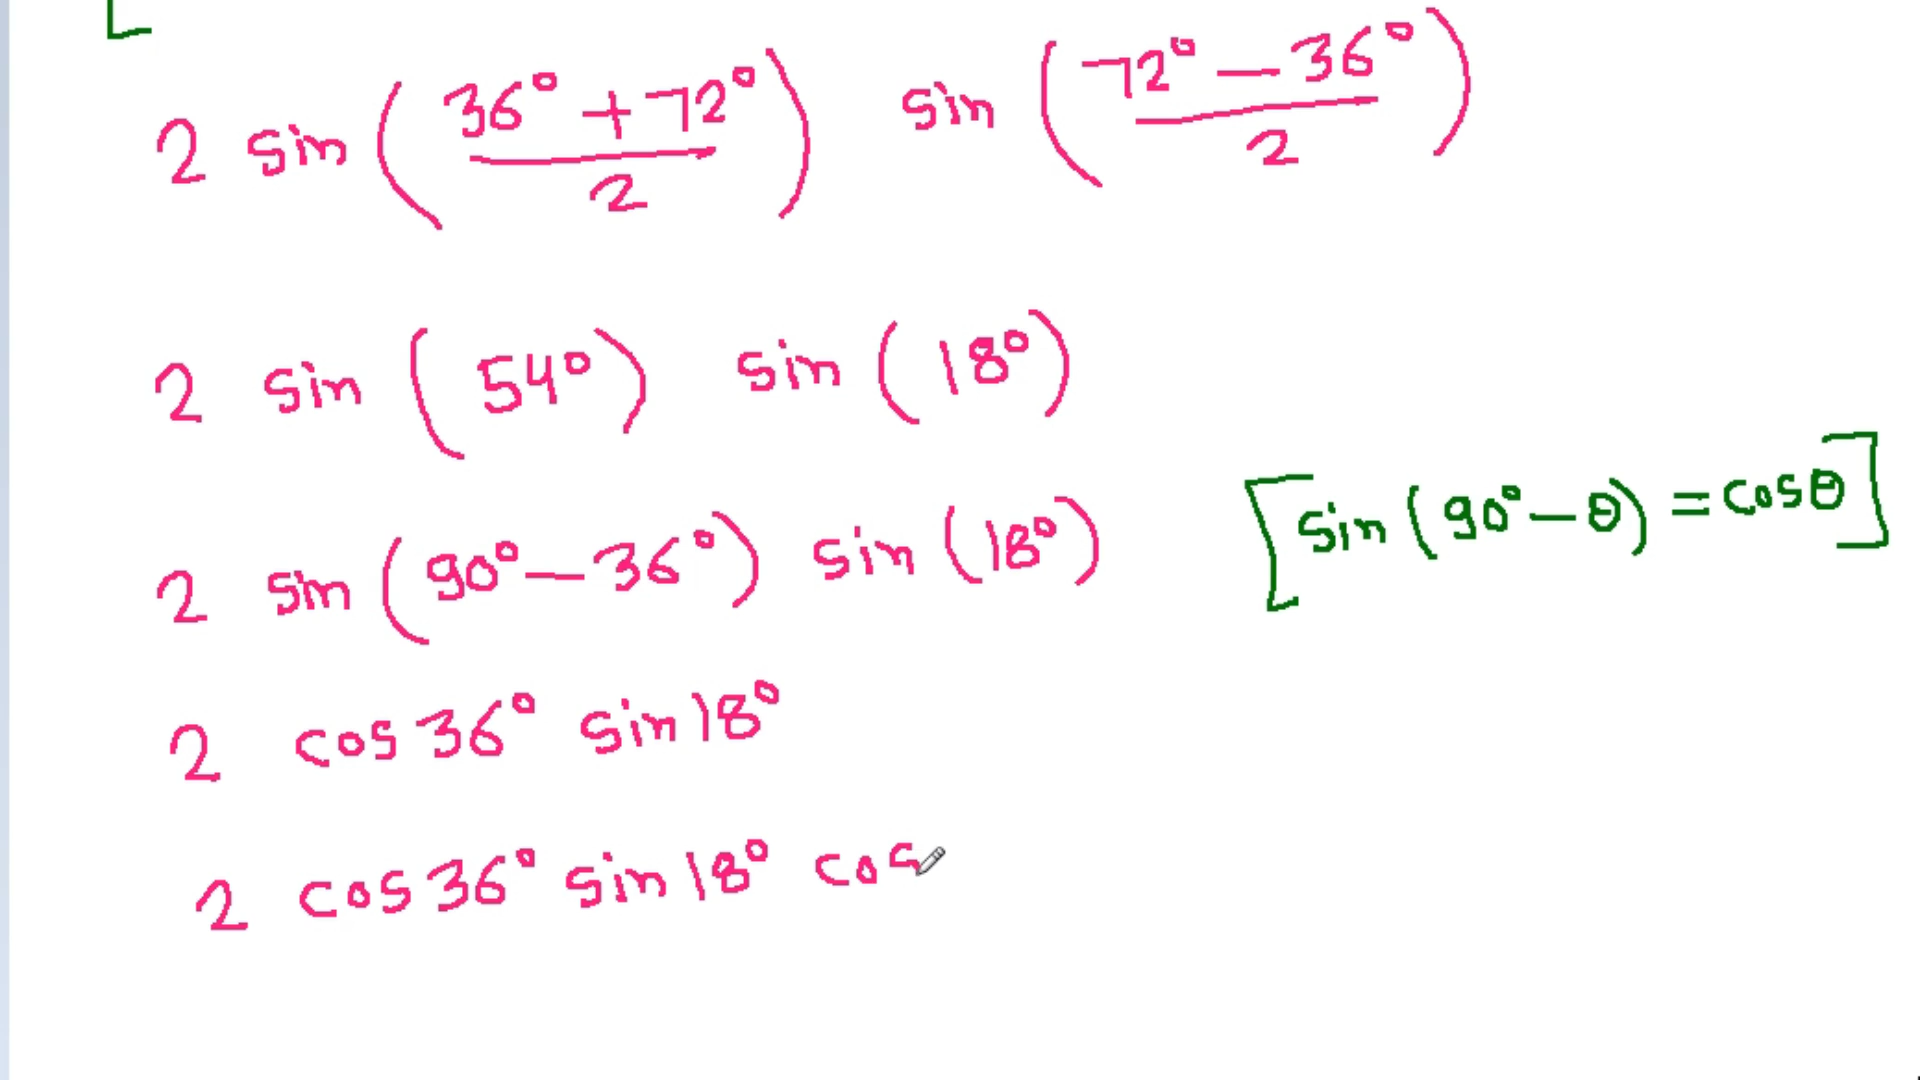 2 sin ( (36° + 72°) / 2 ) sin ( (72° − 36°) / 2 )
2 sin (54°) sin (18°)
2 sin (90° − 36°) sin (18°) [sin (90° − θ) = cosθ]
2 cos 36° sin 18°
2 cos 36° sin 18° cos